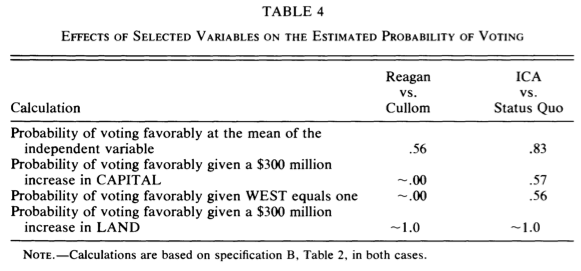 TABLE 4
EFFECTS OF SELECTED VARIABLES ON THE ESTIMATED PROBABILITY OF VOTING
Reagan ICA
vs. vs.
Calculation Cullom Status Quo
Probability of voting favorably at the mean of the
independent variable .56 .83
Probability of voting favorably given a $300 million
increase in CAPITAL ~.00 .57
Probability of voting favorably given WEST equals one ~.00 .56
Probability of voting favorably given a $300 million
increase in LAND ~1.0 ~1.0
NOTE.—Calculations are based on specification B, Table 2, in both cases.